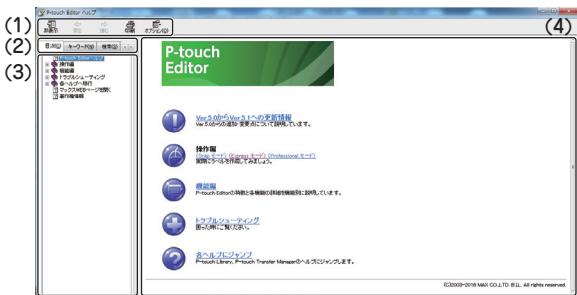 P-touch Editor ヘルプ
(1)
非表示 戻る 進む 印刷 オプション(O)
(4)
(2)
目次(C) キーワード(N) 検索(S)
(3)
P-touch Editor ヘルプ
操作編
機能編
トラブルシューティング
各ヘルプへ移行
マックスWEBページを開く
著作権情報
P-touch
Editor
Ver 5.0からVer 5.1への更新情報
Ver 5.0からの追加・変更点について説明しています。
操作編
(Snap モード) (Express モード) (Professional モード)
実際にラベルを作成してみましょう。
機能編
P-touch Editorの特徴と各機能の詳細を機能別に説明しています。
トラブルシューティング
困った時にご覧ください。
各ヘルプにジャンプ
P-touch Library、P-touch Transfer Managerのヘルプにジャンプします。
(C)2003-2016 MAX CO.,LTD. B.I.L. All rights reserved.